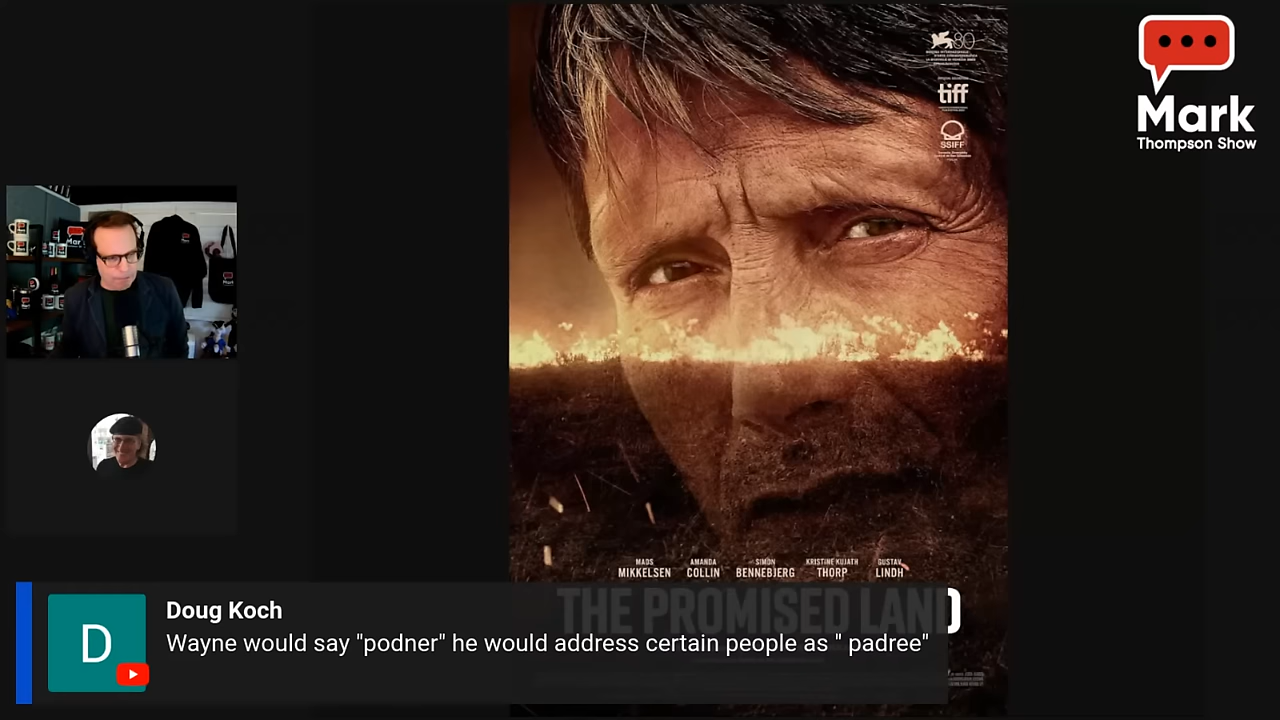 80
tiff
SSIFF
Mark
Thompson Show
MADS
MIKKELSEN
AMANDA
COLLIN
SIMON
BENNEBJERG
KRISTINE KUJATH
THORP
GUSTAV
LINDH
THE PROMISED LAND
D
Doug Koch
Wayne would say "podner" he would address certain people as " padree"